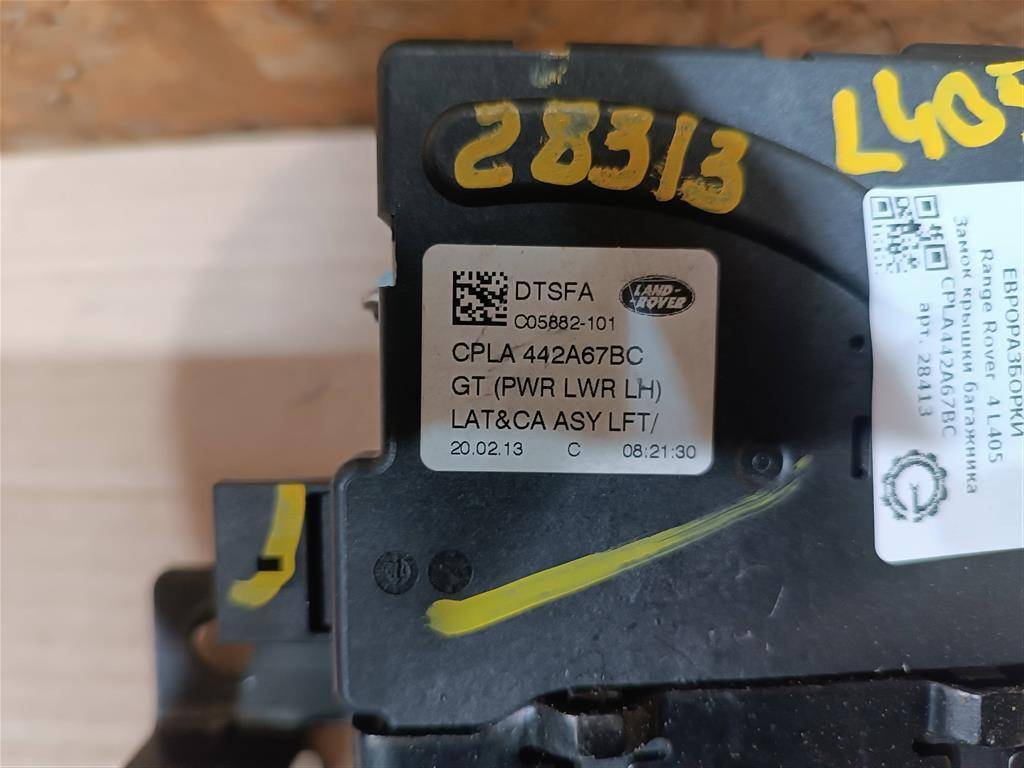 28313
L405
DTSFA
LAND-
-ROVER
C05882-101
CPLA 442A67BC
GT (PWR LWR LH)
LAT&CA ASY LFT/
20.02.13 C 08:21:30
ЕВРОРАЗБОРКИ
Range Rover 4 L405
Замок крышки багажника
CPLA442A67BC
арт. 28413